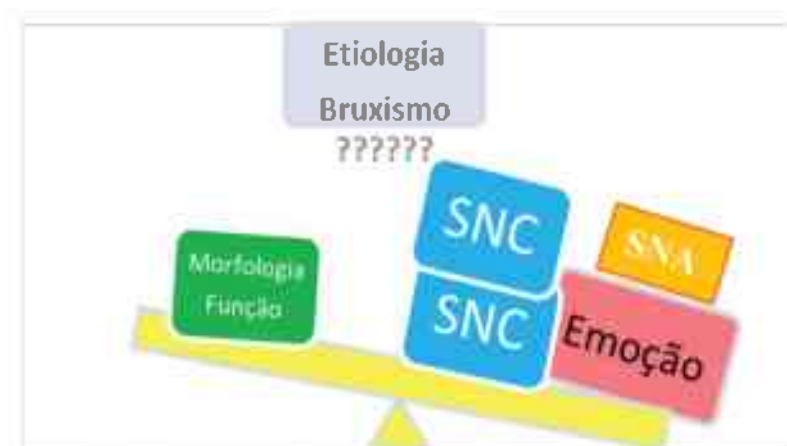 Etiologia
Bruxismo
??????
SNC
SNA
Morfologia
Função
SNC
Emoção